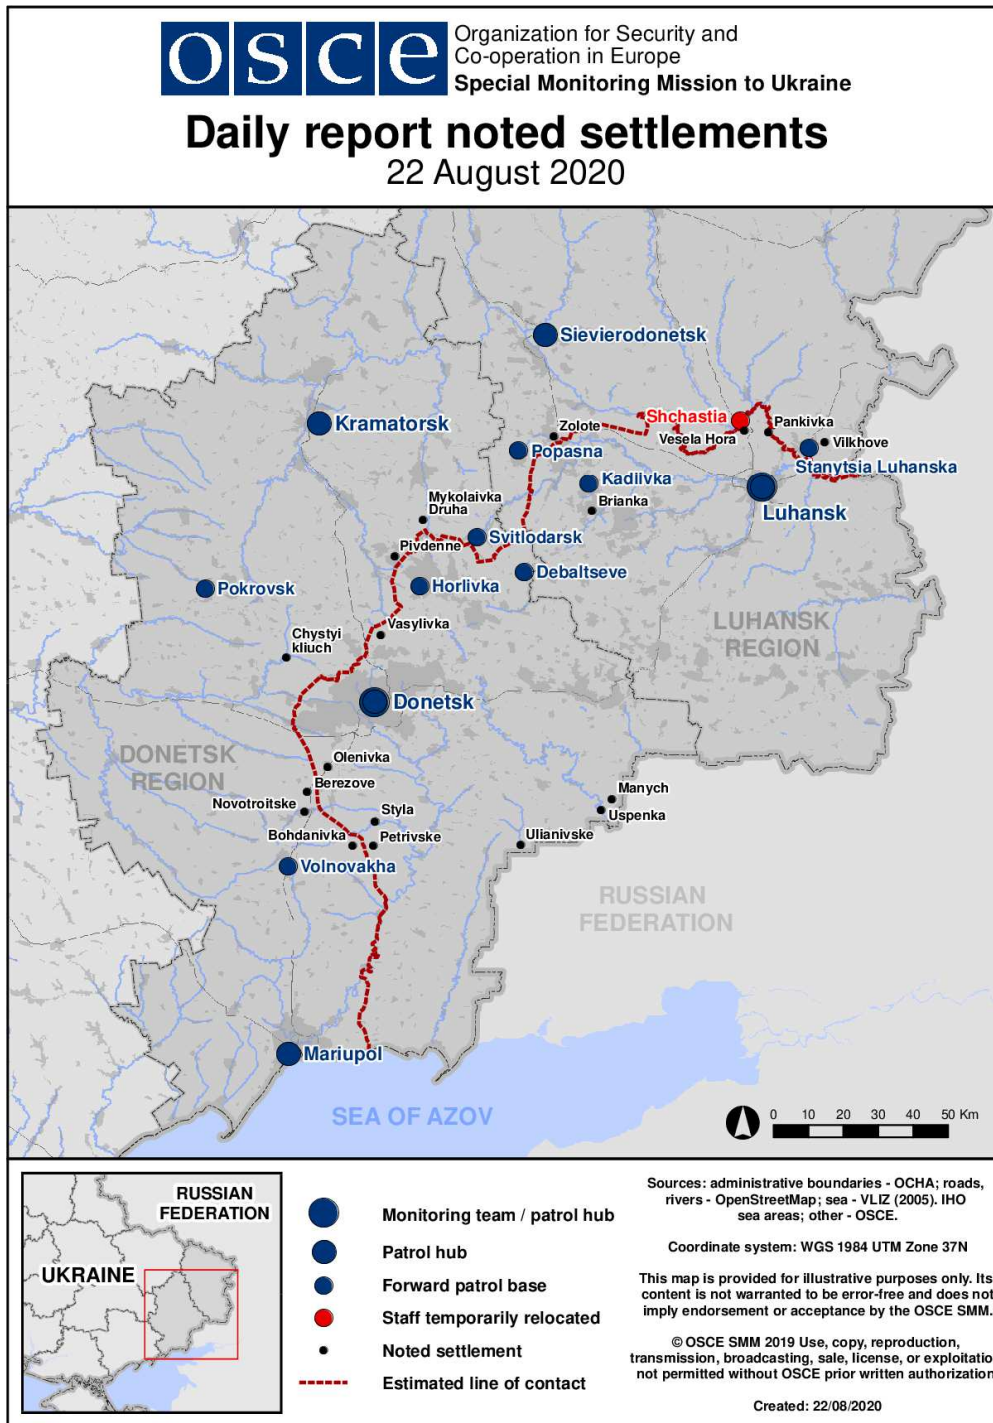 osce
Organization for Security and
Co-operation in Europe
Special Monitoring Mission to Ukraine
Daily report noted settlements
22 August 2020
Sievierodonetsk
Kramatorsk
Shchastia
Zolote
Vesela Hora
Pankivka
Vilkhove
Popasna
Stanytsia Luhanska
Kadiivka
Mykolaivka
Druha
Brianka
Luhansk
Svitlodarsk
Pivdenne
Debaltseve
Pokrovsk
Horlivka
LUHANSK
REGION
Vasylivka
Chystyi
kliuch
Donetsk
DONETSK
REGION
Olenivka
Berezove
Manych
Novotroitske
Styla
Uspenka
Bohdanivka
Petrivske
Ulianivske
Volnovakha
RUSSIAN
FEDERATION
Mariupol
SEA OF AZOV
0 10 20 30 40 50 Km
RUSSIAN
FEDERATION
UKRAINE
Monitoring team / patrol hub
Patrol hub
Forward patrol base
Staff temporarily relocated
Noted settlement
Estimated line of contact
Sources: administrative boundaries - OCHA; roads,
rivers - OpenStreetMap; sea - VLIZ (2005). IHO
sea areas; other - OSCE.
Coordinate system: WGS 1984 UTM Zone 37N
This map is provided for illustrative purposes only. Its
content is not warranted to be error-free and does not
imply endorsement or acceptance by the OSCE SMM.
© OSCE SMM 2019 Use, copy, reproduction,
transmission, broadcasting, sale, license, or exploitatio
not permitted without OSCE prior written authorization
Created: 22/08/2020